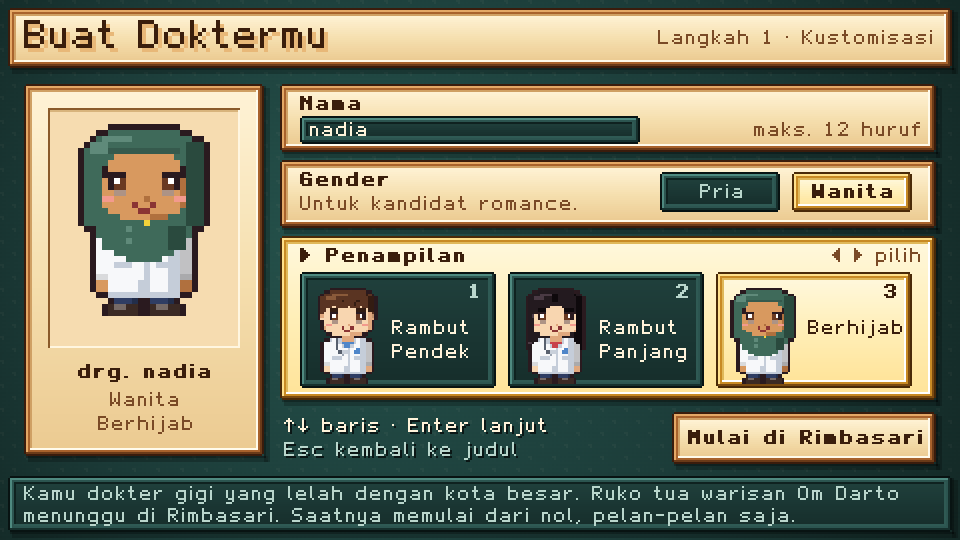 Buat Doktermu
Langkah 1 · Kustomisasi
Nama
nadia
maks. 12 huruf
Gender
Untuk kandidat romance.
Pria
Wanita
Penampilan
pilih
1
Rambut
Pendek
2
Rambut
Panjang
3
Berhijab
drg. nadia
Wanita
Berhijab
↑↓ baris · Enter lanjut
Esc kembali ke judul
Mulai di Rimbasari
Kamu dokter gigi yang lelah dengan kota besar. Ruko tua warisan Om Darto
menunggu di Rimbasari. Saatnya memulai dari nol, pelan-pelan saja.